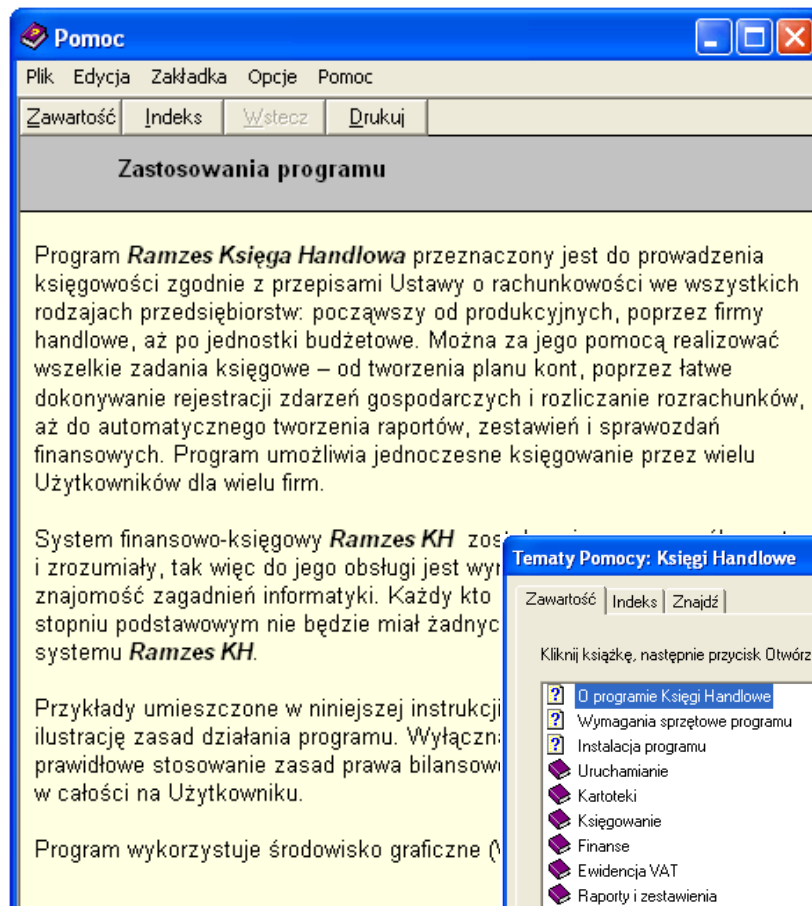 Pomoc
Plik Edycja Zakładka Opcje Pomoc
Zawartość Indeks Wstecz Drukuj
Zastosowania programu
Program Ramzes Księga Handlowa przeznaczony jest do prowadzenia
księgowości zgodnie z przepisami Ustawy o rachunkowości we wszystkich
rodzajach przedsiębiorstw: począwszy od produkcyjnych, poprzez firmy
handlowe, aż po jednostki budżetowe. Można za jego pomocą realizować
wszelkie zadania księgowe – od tworzenia planu kont, poprzez łatwe
dokonywanie rejestracji zdarzeń gospodarczych i rozliczanie rozrachunków,
aż do automatycznego tworzenia raportów, zestawień i sprawozdań
finansowych. Program umożliwia jednoczesne księgowanie przez wielu
Użytkowników dla wielu firm.
System finansowo-księgowy Ramzes KH
i zrozumiały, tak więc do jego obsługi jest
znajomość zagadnień informatyki. Każdy kto
stopniu podstawowym nie będzie miał
systemu Ramzes KH.
Przykłady umieszczone w niniejszej instrukcji
ilustrację zasad działania programu.
prawidłowe stosowanie zasad prawa
w całości na Użytkowniku.
Program wykorzystuje środowisko graficzne
Tematy Pomocy: Księgi Handlowe
Zawartość Indeks Znajdź
Kliknij książkę, następnie przycisk Otwórz
O programie Księgi Handlowe
Wymagania sprzętowe programu
Instalacja programu
Uruchamianie
Kartoteki
Księgowanie
Finanse
Ewidencja VAT
Raporty i zestawienia